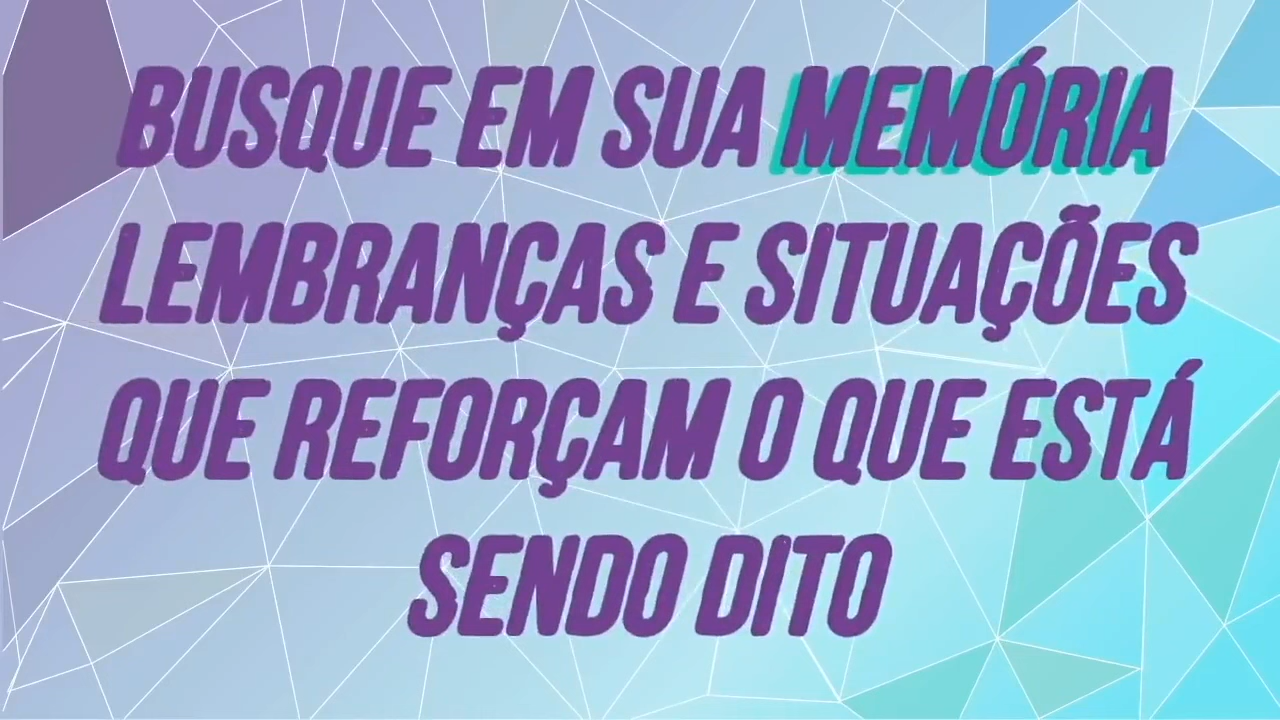 BUSQUE EM SUA MEMÓRIA
LEMBRANÇAS E SITUAÇÕES
QUE REFORÇAM O QUE ESTÁ
SENDO DITO